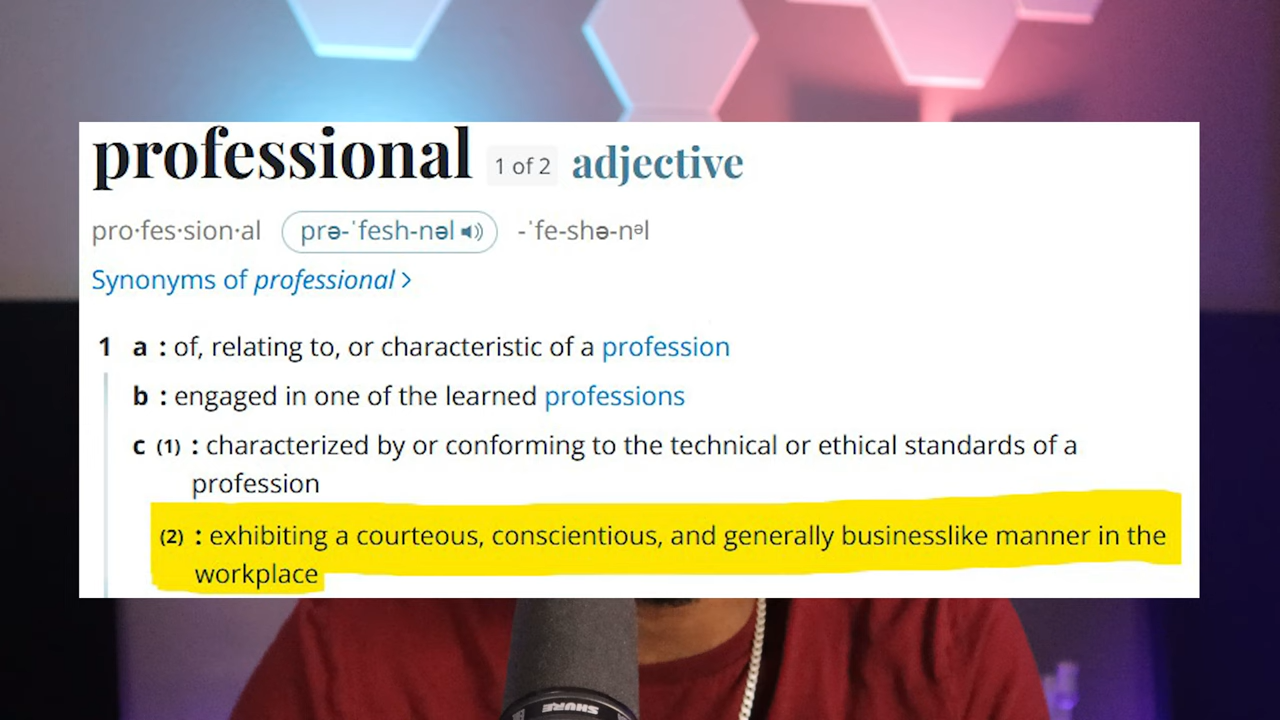 professional 1 of 2 adjective
pro·fes·sion·al prə-ˈfesh-nəl -ˈfe-shə-nᵊl
Synonyms of professional >
1 a : of, relating to, or characteristic of a profession
b : engaged in one of the learned professions
c (1) : characterized by or conforming to the technical or ethical standards of a
profession
(2) : exhibiting a courteous, conscientious, and generally businesslike manner in the
workplace
SHURE